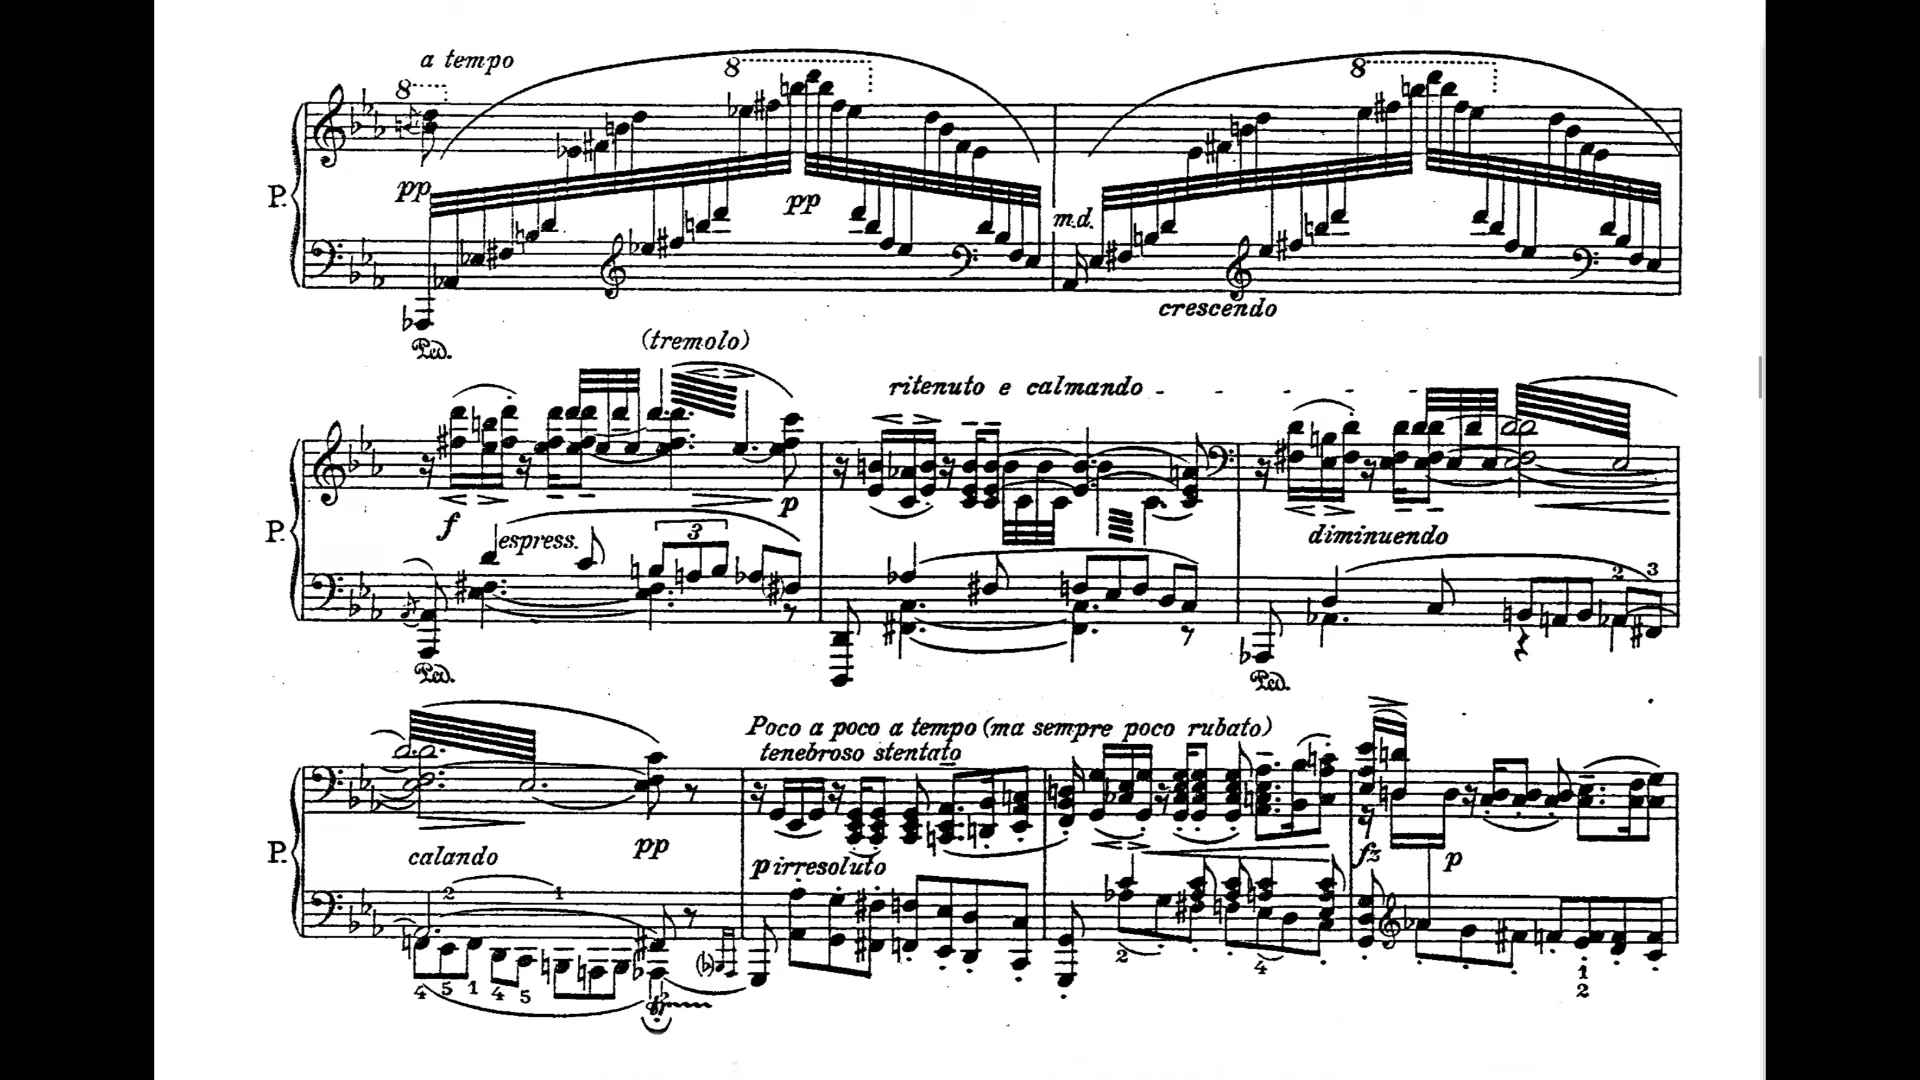 a tempo
8
8
8
P.
pp
pp
m.d.
crescendo
Ped.
(tremolo)
ritenuto e calmando
P.
f
p
espress.
3
diminuendo
2 3
Ped.
Ped.
Poco a poco a tempo (ma sempre poco rubato)
tenebroso stentato
P.
calando
pp
p irresoluto
fz
p
2 1
4 5 1 4 5
2
4
1
2